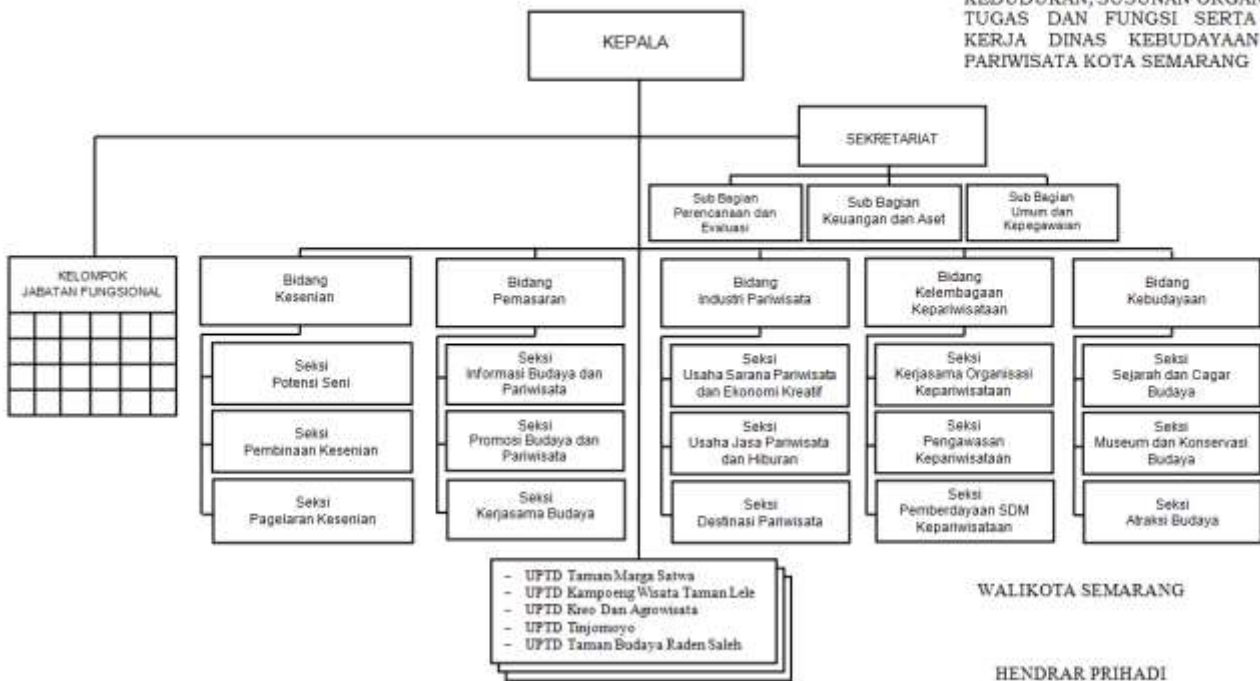 KEDUDUKAN, SUSUNAN ORGAN
TUGAS DAN FUNGSI SERTA
KERJA DINAS KEBUDAYAAN
PARIWISATA KOTA SEMARANG
KEPALA
SEKRETARIAT
Sub Bagian
Perencanaan dan
Evaluasi
Sub Bagian
Keuangan dan Aset
Sub Bagian
Umum dan
Kepegawaian
KELOMPOK
JABATAN FUNGSIONAL
Bidang
Kesenian
Bidang
Pemasaran
Bidang
Industri Pariwisata
Bidang
Kelembagaan
Kepariwisataan
Bidang
Kebudayaan
Seksi
Potensi Seni
Seksi
Pembinaan Kesenian
Seksi
Pagelaran Kesenian
Seksi
Informasi Budaya dan
Pariwisata
Seksi
Promosi Budaya dan
Pariwisata
Seksi
Kerjasama Budaya
Seksi
Usaha Sarana Pariwisata
dan Ekonomi Kreatif
Seksi
Usaha Jasa Pariwisata
dan Hiburan
Seksi
Destinasi Pariwisata
Seksi
Kerjasama Organisasi
Kepariwisataan
Seksi
Pengawasan
Kepariwisataan
Seksi
Pemberdayaan SDM
Kepariwisataan
Seksi
Sejarah dan Cagar
Budaya
Seksi
Museum dan Konservasi
Budaya
Seksi
Atraksi Budaya
- UPTD Taman Marga Satwa
- UPTD Kampoeng Wisata Taman Lele
- UPTD Kreo Dan Agrowisata
- UPTD Tinjomoyo
- UPTD Taman Budaya Raden Saleh
WALIKOTA SEMARANG
HENDRAR PRIHADI